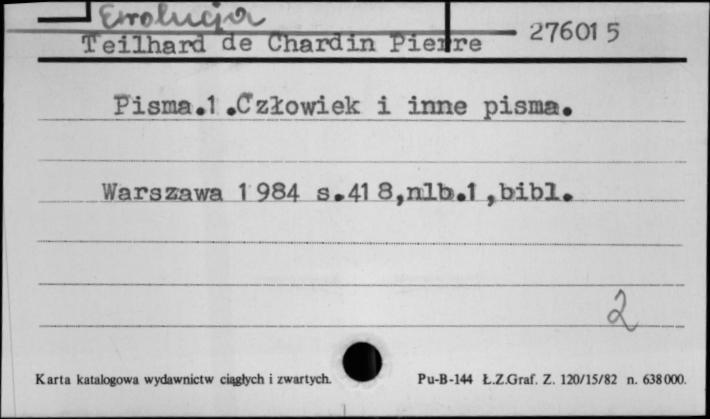 Ewolucja
Teilhard de Chardin Pierre 276015
Pisma.1.Człowiek i inne pisma.
Warszawa 1984 s.418,nlb.1,bibl.
2
Karta katalogowa wydawnictw ciągłych i zwartych. Pu-B-144 Ł.Z.Graf. Z. 120/15/82 n. 638000.